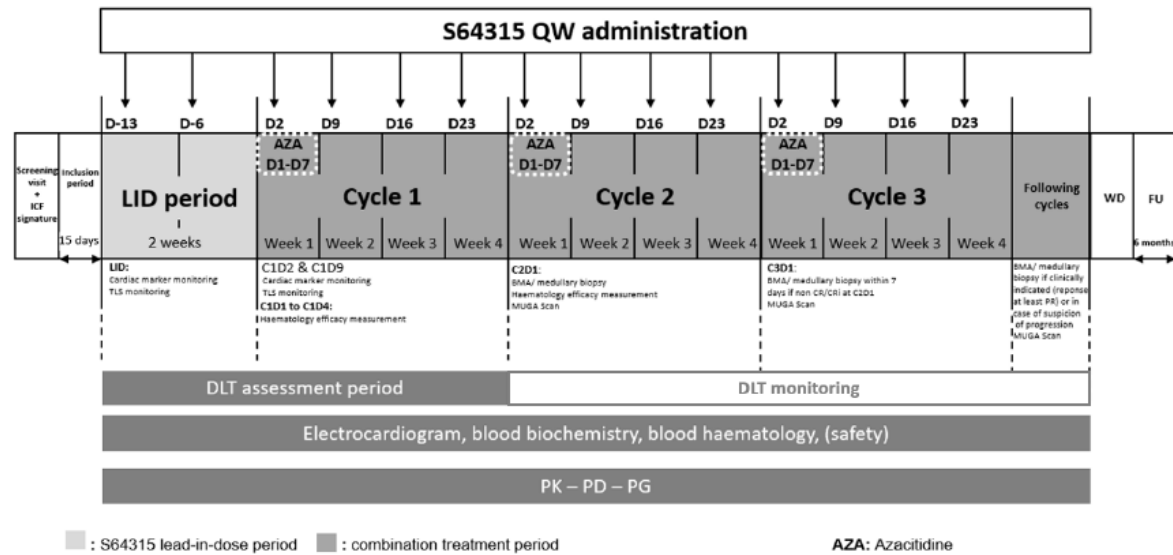 S64315 QW administration
D-13 D-6 D2 D9 D16 D23 D2 D9 D16 D23 D2 D9 D16 D23
Screening
visit
+
ICF
signature
Inclusion
period
15 days
LID period
2 weeks
AZA
D1-D7
Cycle 1
Week 1 Week 2 Week 3 Week 4
AZA
D1-D7
Cycle 2
Week 1 Week 2 Week 3 Week 4
AZA
D1-D7
Cycle 3
Week 1 Week 2 Week 3 Week 4
Following
cycles
WD
FU
6 months
LID:
Cardiac marker monitoring
TLS monitoring
C1D2 & C1D9
Cardiac marker monitoring
TLS monitoring
C1D1 to C1D4:
Haematology efficacy measurement
C2D1:
BMA/ medullary biopsy
Haematology efficacy measurement
MUGA Scan
C3D1:
BMA/ medullary biopsy within 7
days if non CR/CRi at C2D1
MUGA Scan
BMA/ medullary
biopsy if clinically
indicated (reponse
at least PR) or in
case of suspicion
of progression
MUGA Scan
DLT assessment period
DLT monitoring
Electrocardiogram, blood biochemistry, blood haematology, (safety)
PK – PD – PG
: S64315 lead-in-dose period
: combination treatment period
AZA: Azacitidine